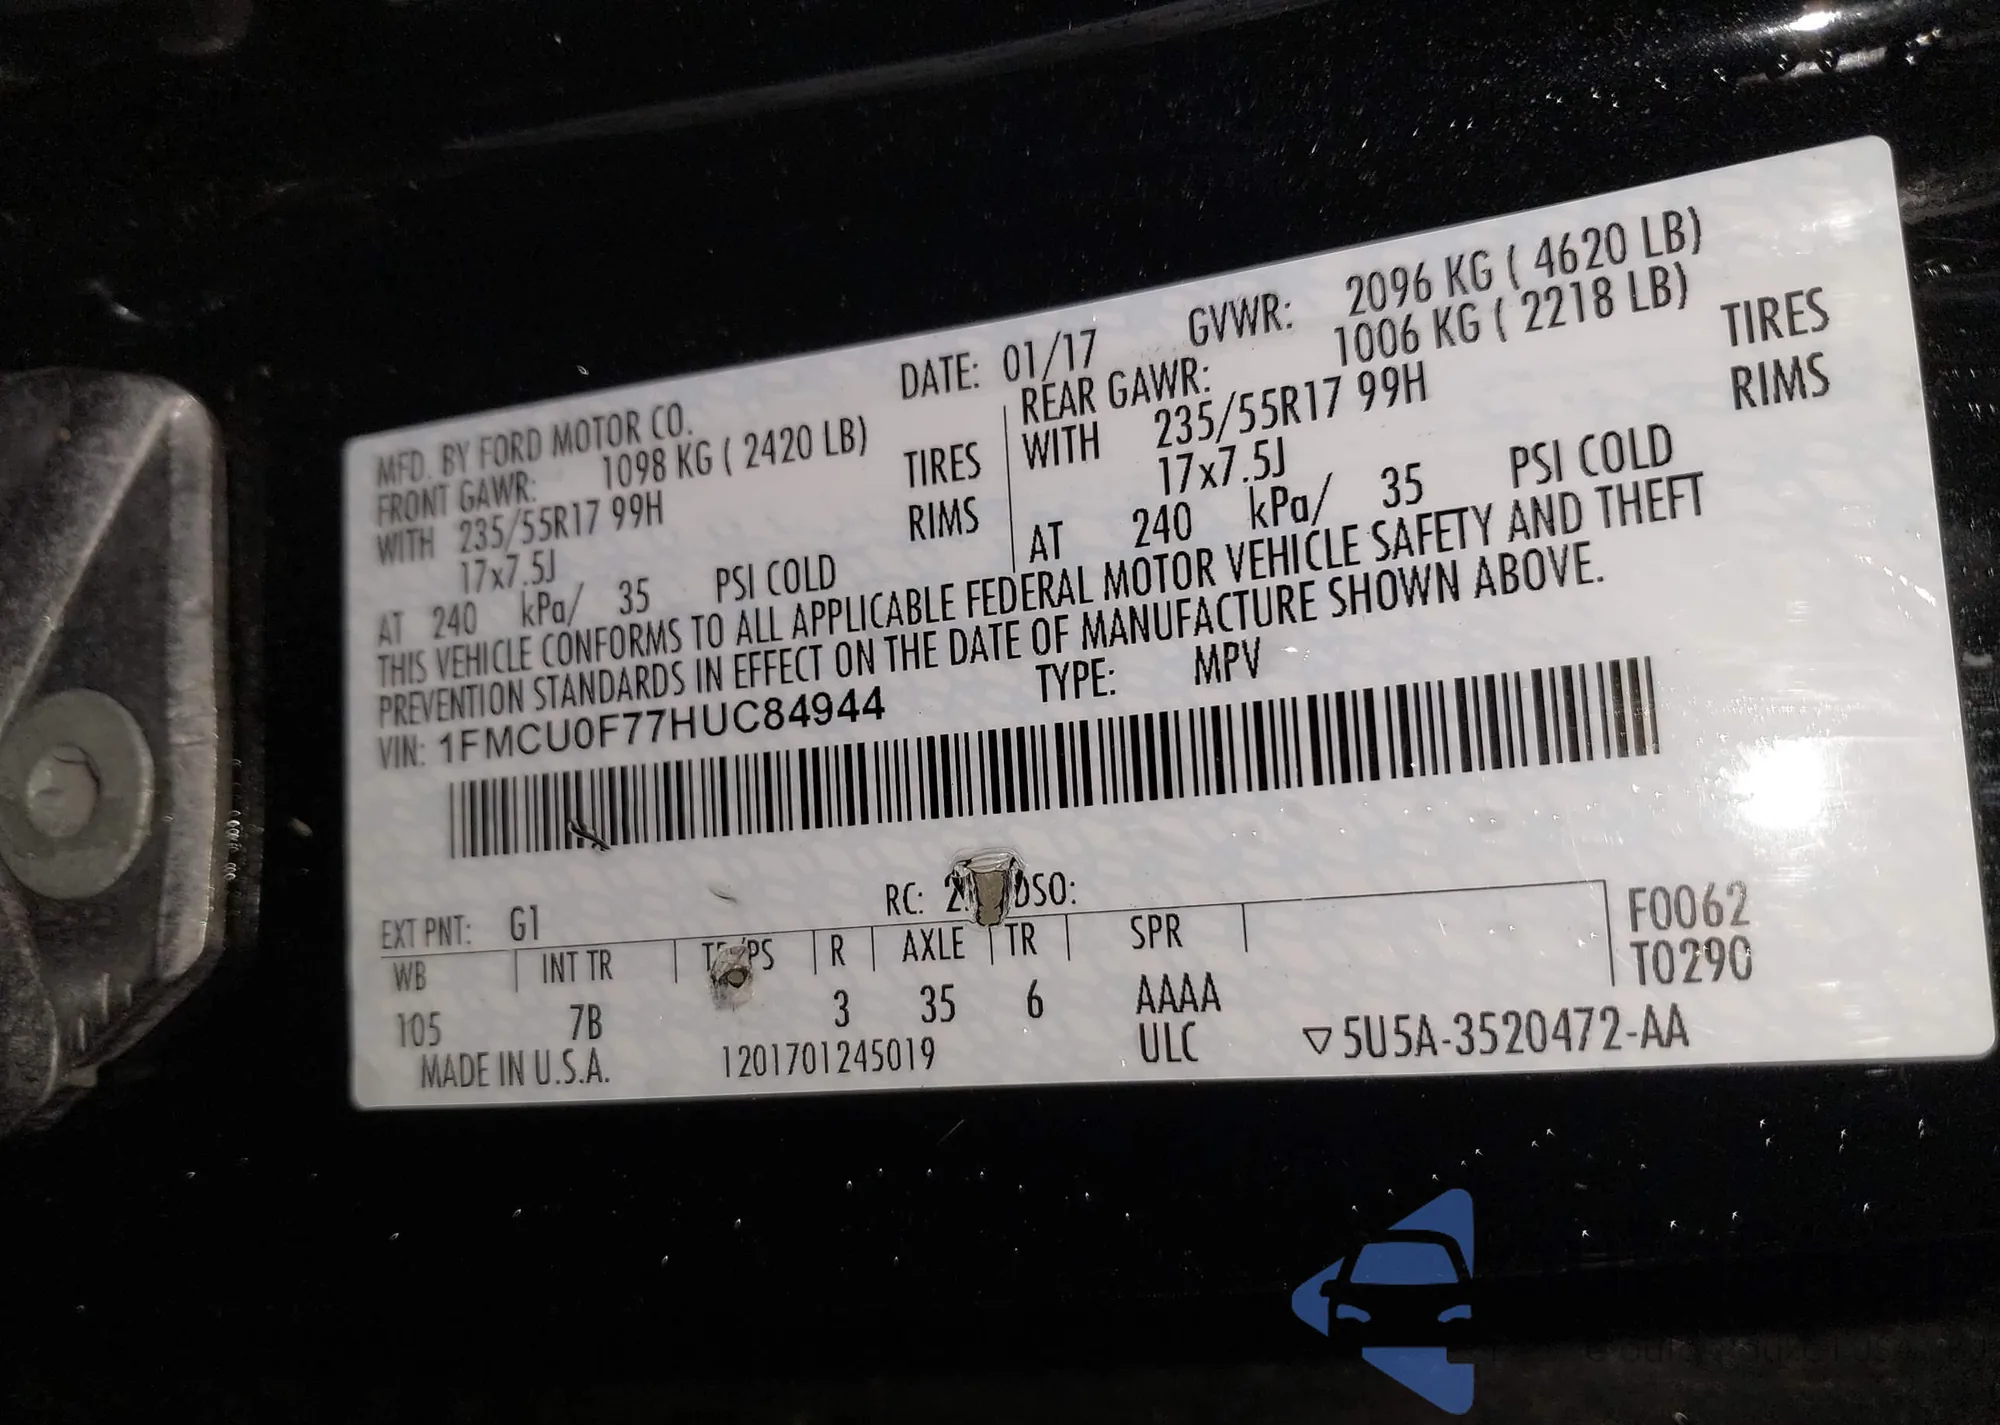 MFD. BY FORD MOTOR CO. DATE: 01/17 GVWR: 2096 KG ( 4620 LB)
FRONT GAWR: 1098 KG ( 2420 LB) REAR GAWR: 1006 KG ( 2218 LB)
WITH 235/55R17 99H TIRES WITH 235/55R17 99H TIRES
17x7.5J RIMS 17x7.5J RIMS
AT 240 kPa/ 35 PSI COLD AT 240 kPa/ 35 PSI COLD
THIS VEHICLE CONFORMS TO ALL APPLICABLE FEDERAL MOTOR VEHICLE SAFETY AND THEFT
PREVENTION STANDARDS IN EFFECT ON THE DATE OF MANUFACTURE SHOWN ABOVE.
VIN: 1FMCU0F77HUC84944 TYPE: MPV
EXT PNT: G1 RC: DSO: F0062
WB INT TR R AXLE TR SPR T0290
105 7B 3 35 6 AAAA
MADE IN U.S.A. 1201701245019 ULC ▽5U5A-3520472-AA